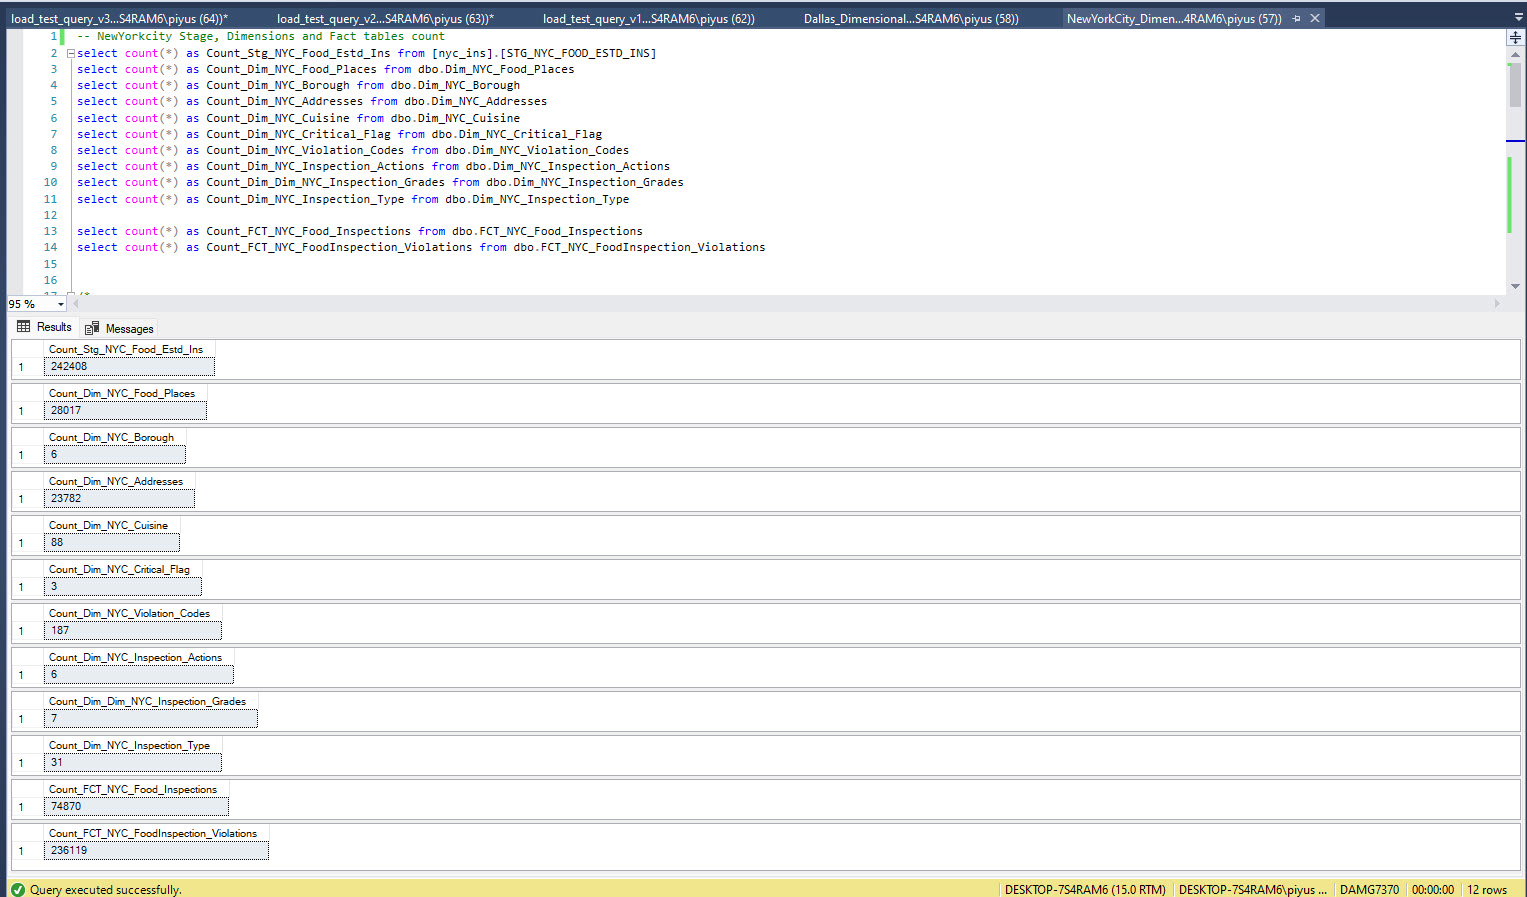 load_test_query_v3...S4RAM6\piyus (64))*
load_test_query_v2...S4RAM6\piyus (63))*
load_test_query_v1...S4RAM6\piyus (62))
Dallas_Dimensional...S4RAM6\piyus (58))
NewYorkCity_Dimen...4RAM6\piyus (57))
1 -- NewYorkcity Stage, Dimensions and Fact tables count
2 select count(*) as Count_Stg_NYC_Food_Estd_Ins from [nyc_ins].[STG_NYC_FOOD_ESTD_INS]
3 select count(*) as Count_Dim_NYC_Food_Places from dbo.Dim_NYC_Food_Places
4 select count(*) as Count_Dim_NYC_Borough from dbo.Dim_NYC_Borough
5 select count(*) as Count_Dim_NYC_Addresses from dbo.Dim_NYC_Addresses
6 select count(*) as Count_Dim_NYC_Cuisine from dbo.Dim_NYC_Cuisine
7 select count(*) as Count_Dim_NYC_Critical_Flag from dbo.Dim_NYC_Critical_Flag
8 select count(*) as Count_Dim_NYC_Violation_Codes from dbo.Dim_NYC_Violation_Codes
9 select count(*) as Count_Dim_NYC_Inspection_Actions from dbo.Dim_NYC_Inspection_Actions
10 select count(*) as Count_Dim_Dim_NYC_Inspection_Grades from dbo.Dim_NYC_Inspection_Grades
11 select count(*) as Count_Dim_NYC_Inspection_Type from dbo.Dim_NYC_Inspection_Type
12
13 select count(*) as Count_FCT_NYC_Food_Inspections from dbo.FCT_NYC_Food_Inspections
14 select count(*) as Count_FCT_NYC_FoodInspection_Violations from dbo.FCT_NYC_FoodInspection_Violations
15
16
17 /*
95 %
Results Messages
Count_Stg_NYC_Food_Estd_Ins
1 242408
Count_Dim_NYC_Food_Places
1 28017
Count_Dim_NYC_Borough
1 6
Count_Dim_NYC_Addresses
1 23782
Count_Dim_NYC_Cuisine
1 88
Count_Dim_NYC_Critical_Flag
1 3
Count_Dim_NYC_Violation_Codes
1 187
Count_Dim_NYC_Inspection_Actions
1 6
Count_Dim_Dim_NYC_Inspection_Grades
1 7
Count_Dim_NYC_Inspection_Type
1 31
Count_FCT_NYC_Food_Inspections
1 74870
Count_FCT_NYC_FoodInspection_Violations
1 236119
Query executed successfully.
DESKTOP-7S4RAM6 (15.0 RTM)
DESKTOP-7S4RAM6\piyus ...
DAMG7370
00:00:00
12 rows